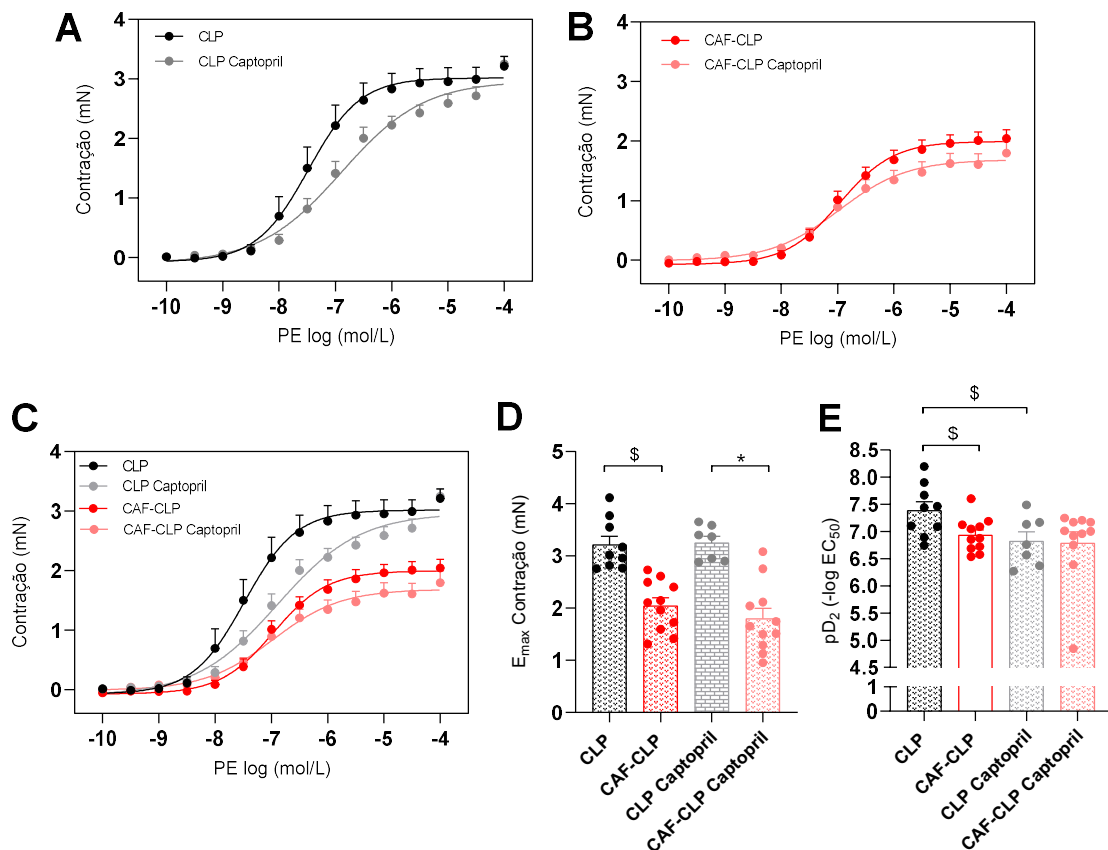 A
CLP
CLP Captopril
4
3
2
1
0
Contração (mN)
-10 -9 -8 -7 -6 -5 -4
PE log (mol/L)
B
CAF-CLP
CAF-CLP Captopril
4
3
2
1
0
Contração (mN)
-10 -9 -8 -7 -6 -5 -4
PE log (mol/L)
C
CLP
CLP Captopril
CAF-CLP
CAF-CLP Captopril
4
3
2
1
0
Contração (mN)
-10 -9 -8 -7 -6 -5 -4
PE log (mol/L)
D
$
*
5
4
3
2
1
0
Emax Contração (mN)
CLP
CAF-CLP
CLP Captopril
CAF-CLP Captopril
E
$
$
8.5
8.0
7.5
7.0
6.5
6.0
5.5
5.0
4.5
1
0
pD2 (-log EC50)
CLP
CAF-CLP
CLP Captopril
CAF-CLP Captopril